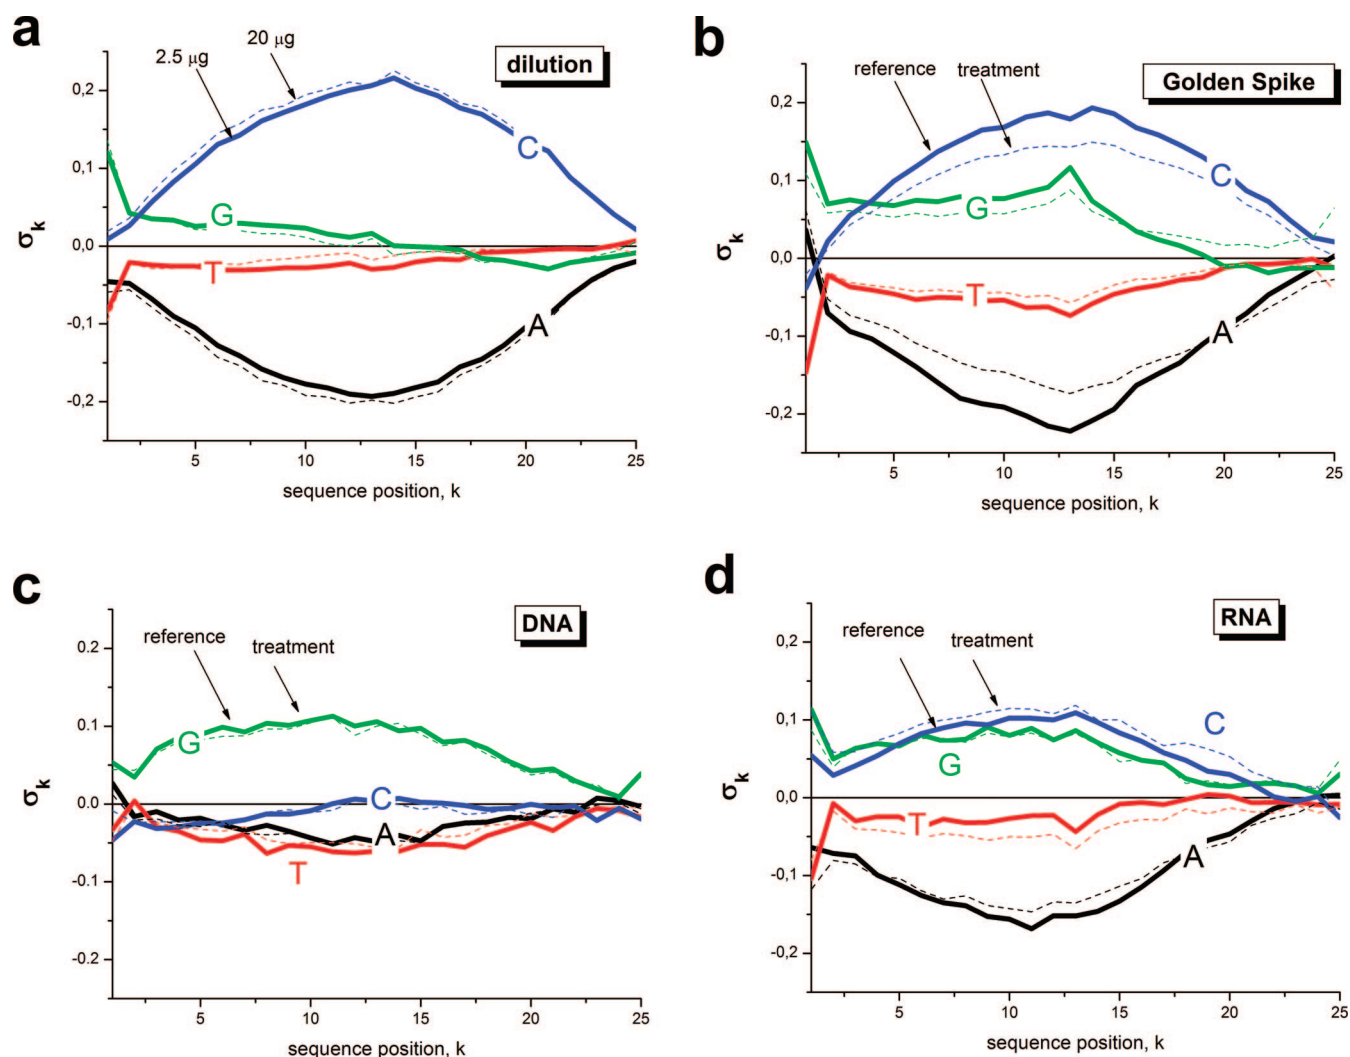 a
dilution
20 µg
2.5 µg
0,2
0,1
0,0
-0,1
-0,2
σk
C
G
T
A
5
10
15
20
25
sequence position, k
b
Golden Spike
reference
treatment
0,2
0,1
0,0
-0,1
-0,2
σk
C
G
T
A
5
10
15
20
25
sequence position, k
c
DNA
reference
treatment
0.2
0.1
0.0
-0.1
-0.2
σk
G
C
A
T
5
10
15
20
25
sequence position, k
d
RNA
reference
treatment
0,2
0,1
0,0
-0,1
-0,2
σk
C
G
T
A
5
10
15
20
25
sequence position, k